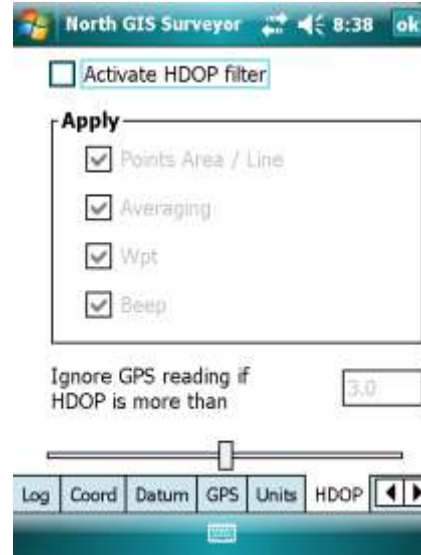 North GIS Surveyor 8:38 ok
Activate HDOP filter
Apply
Points Area / Line
Averaging
Wpt
Beep
Ignore GPS reading if
HDOP is more than
3.0
Log Coord Datum GPS Units HDOP